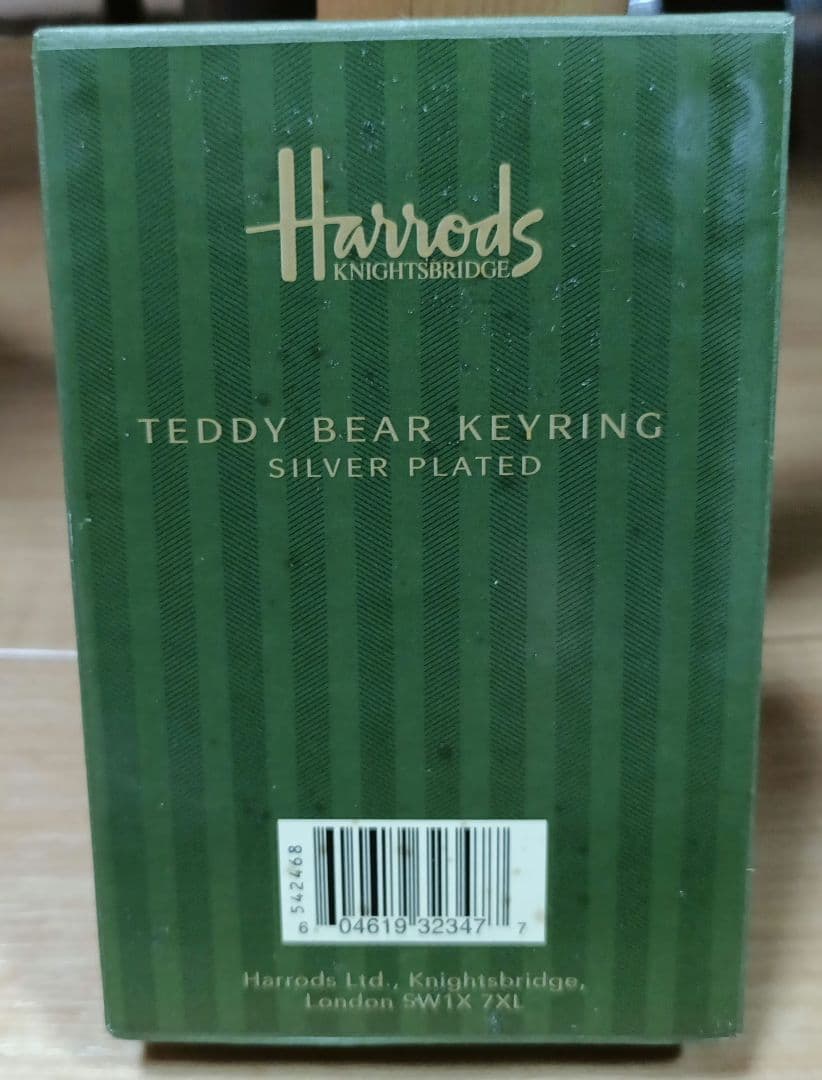 Harrods
KNIGHTSBRIDGE
TEDDY BEAR KEYRING
SILVER PLATED
542468
6 04619 32347 7
Harrods Ltd., Knightsbridge,
London SW1X 7XL